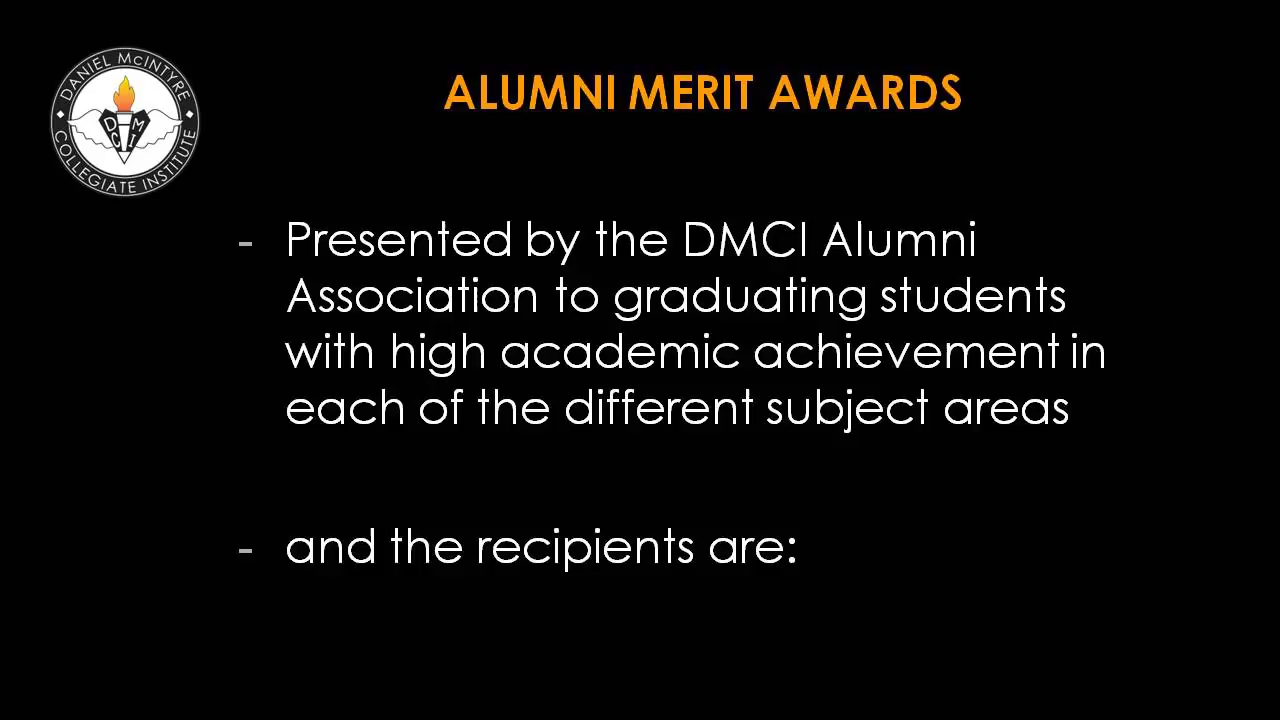 DANIEL McINTYRE
COLLEGIATE INSTITUTE
D M
C I
ALUMNI MERIT AWARDS
- Presented by the DMCI Alumni
Association to graduating students
with high academic achievement in
each of the different subject areas
- and the recipients are: